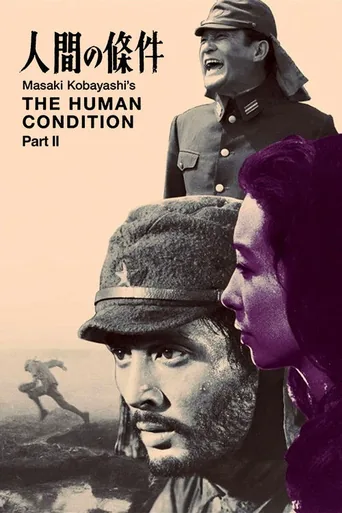 人間の條件
Masaki Kobayashi's
THE HUMAN
CONDITION
Part II